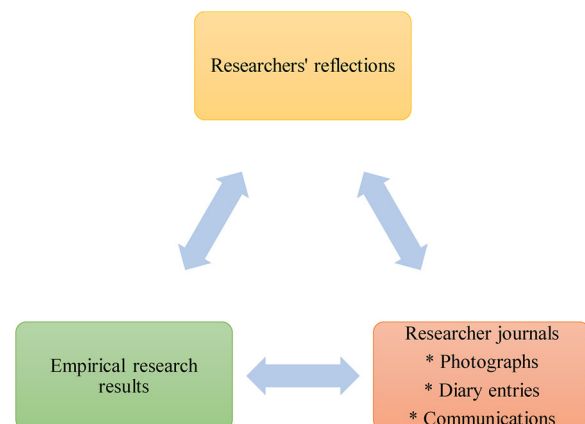 Researchers' reflections
Empirical research
results
Researcher journals
* Photographs
* Diary entries
* Communications